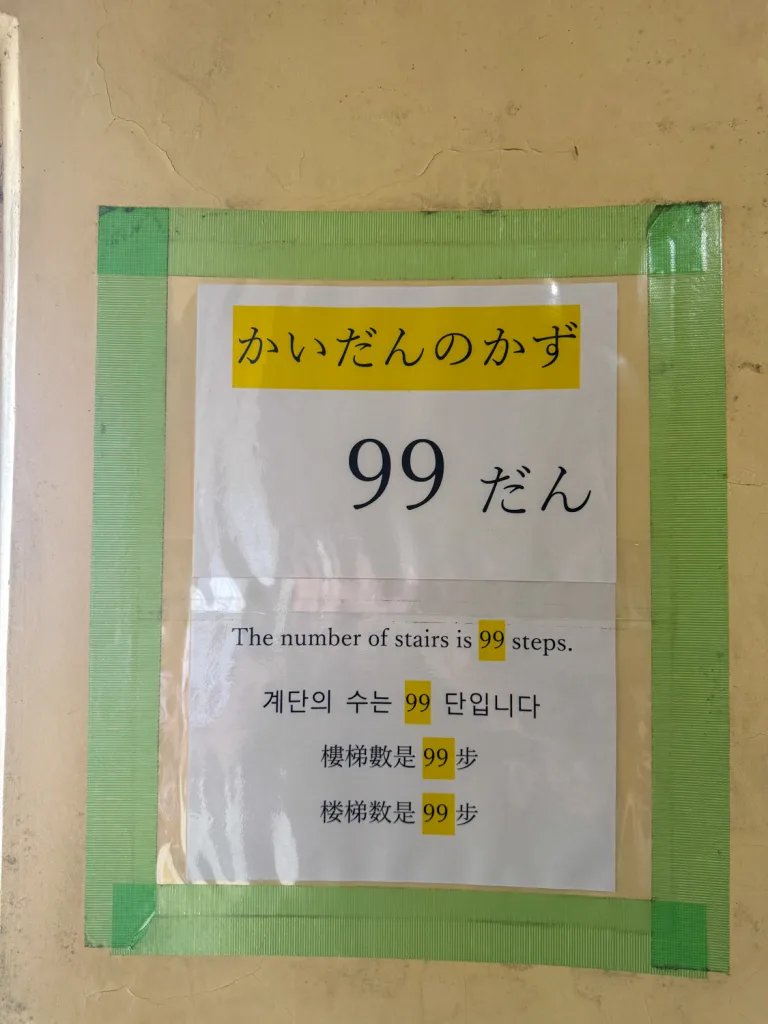 かいだんのかず
99 だん
The number of stairs is 99 steps.
계단의 수는 99 단입니다
樓梯數是 99 步
楼梯数是 99 步